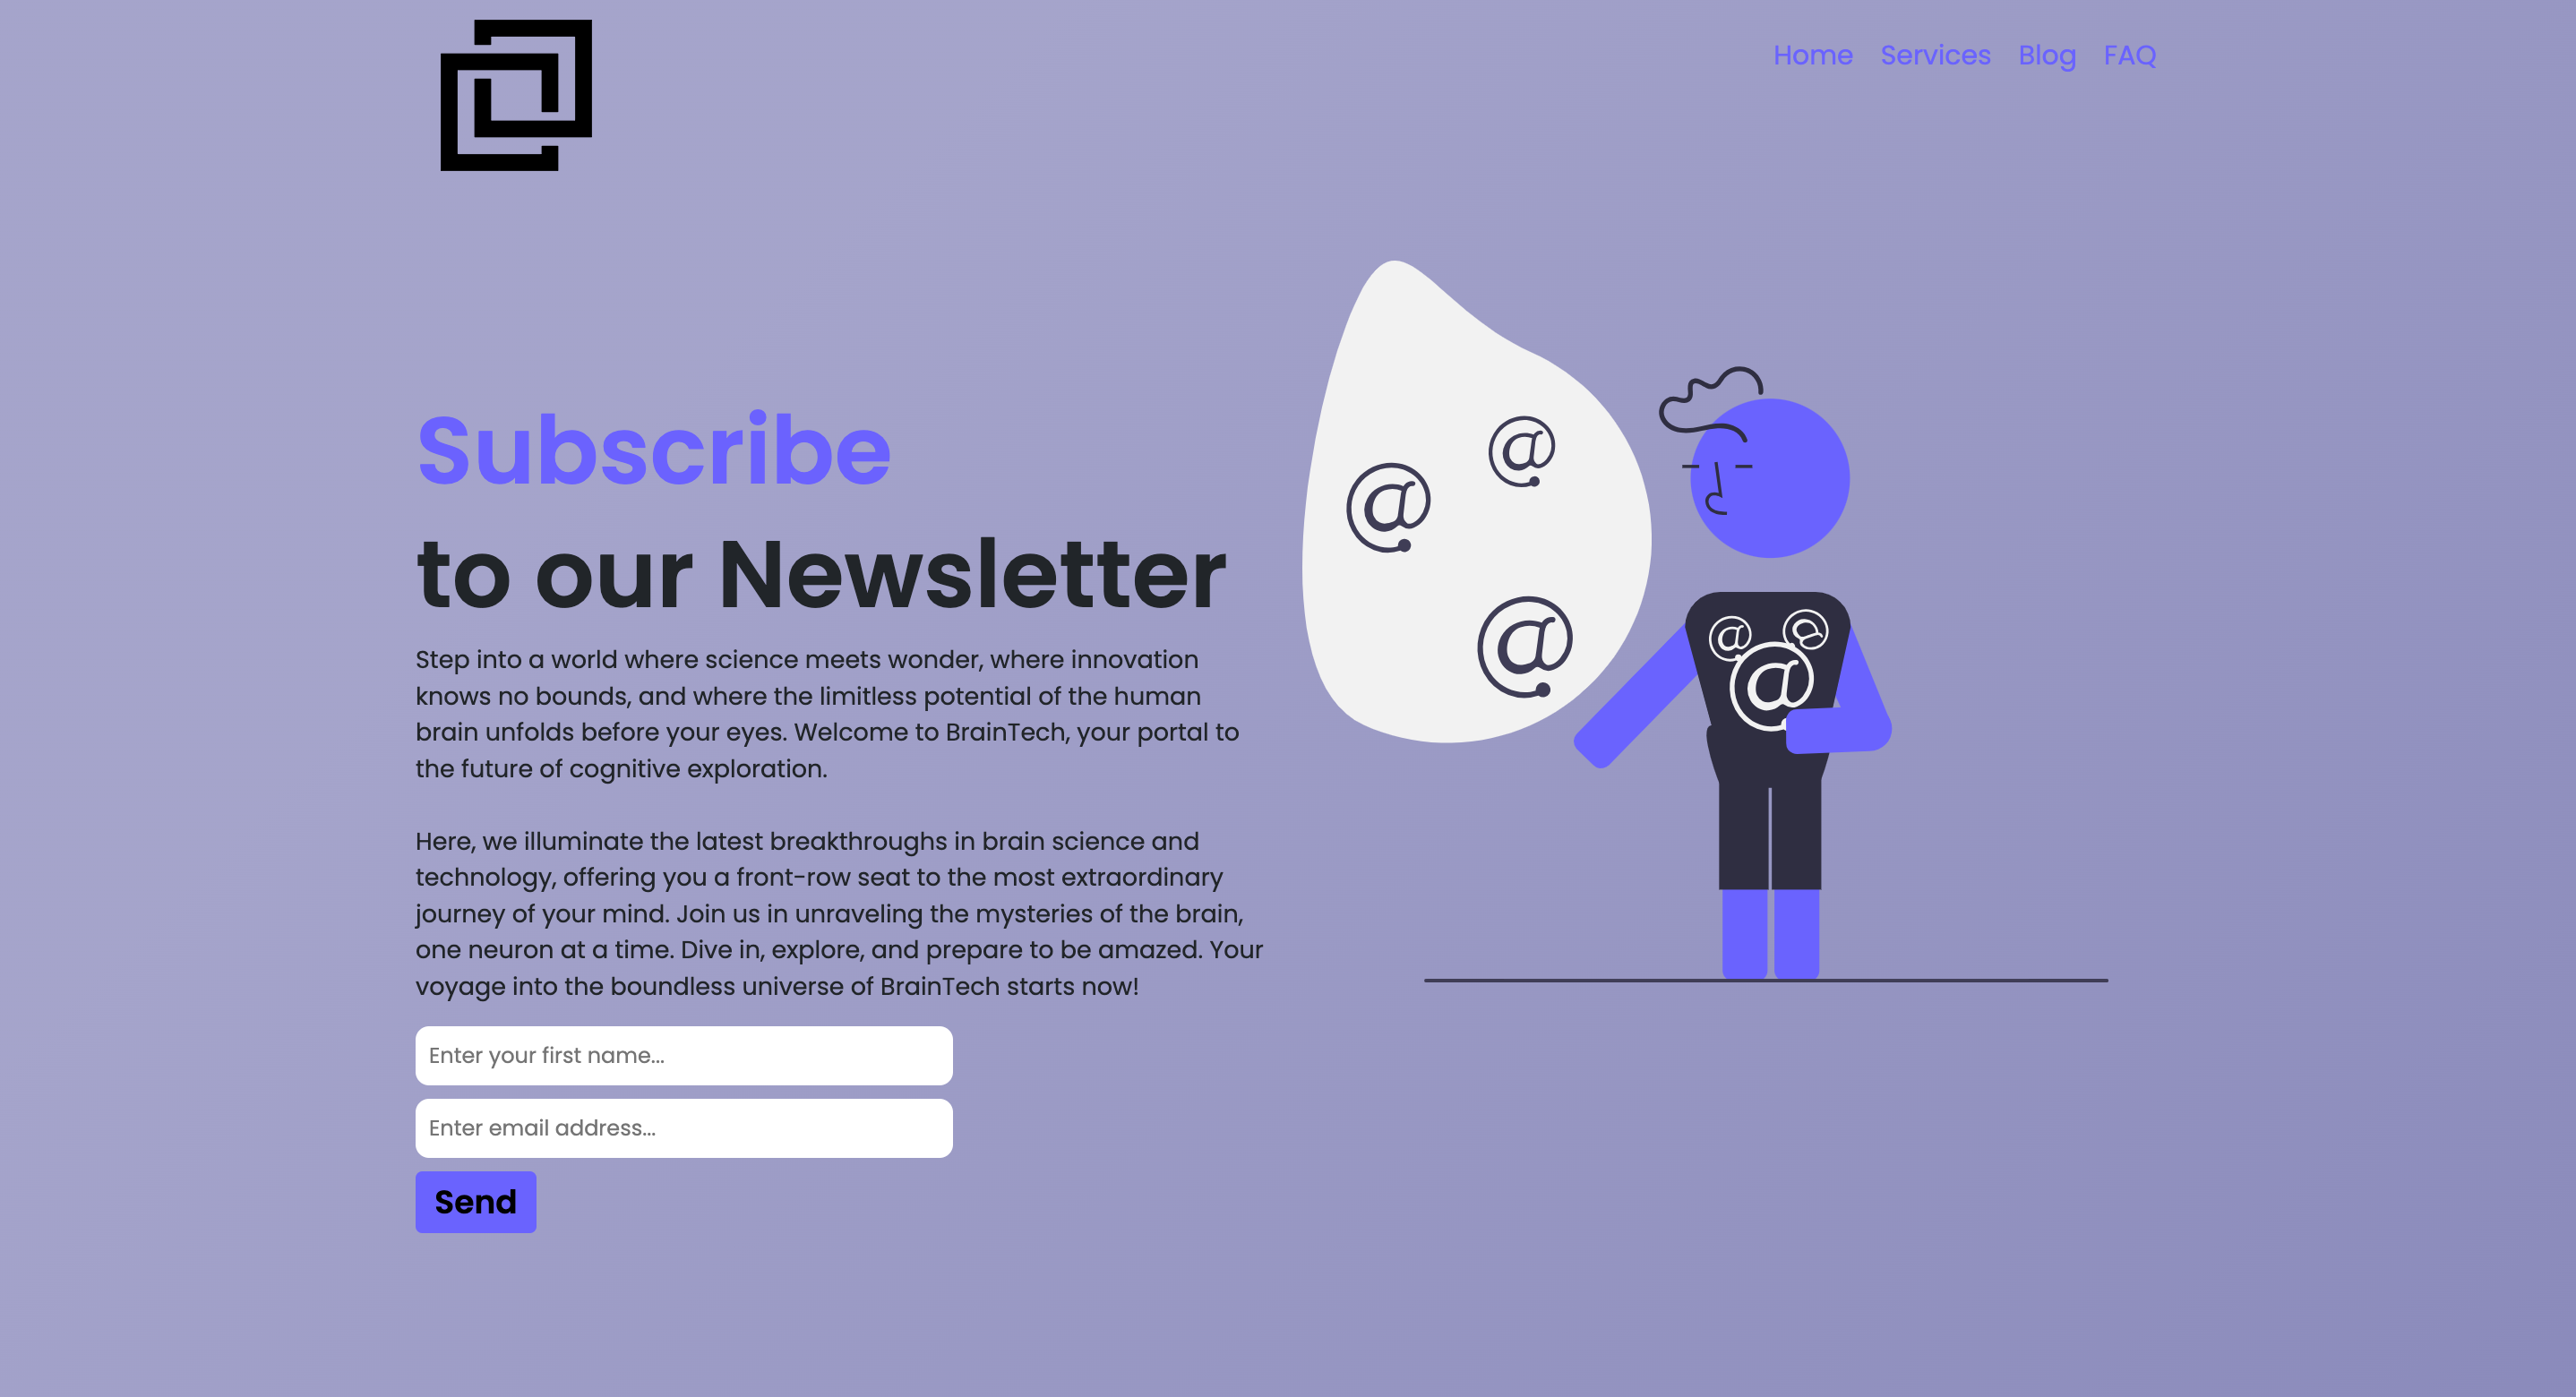 Home Services Blog FAQ
Subscribe
to our Newsletter
Step into a world where science meets wonder, where innovation
knows no bounds, and where the limitless potential of the human
brain unfolds before your eyes. Welcome to BrainTech, your portal to
the future of cognitive exploration.
Here, we illuminate the latest breakthroughs in brain science and
technology, offering you a front-row seat to the most extraordinary
journey of your mind. Join us in unraveling the mysteries of the brain,
one neuron at a time. Dive in, explore, and prepare to be amazed. Your
voyage into the boundless universe of BrainTech starts now!
Enter your first name...
Enter email address...
Send
@
@
@
@ @
@